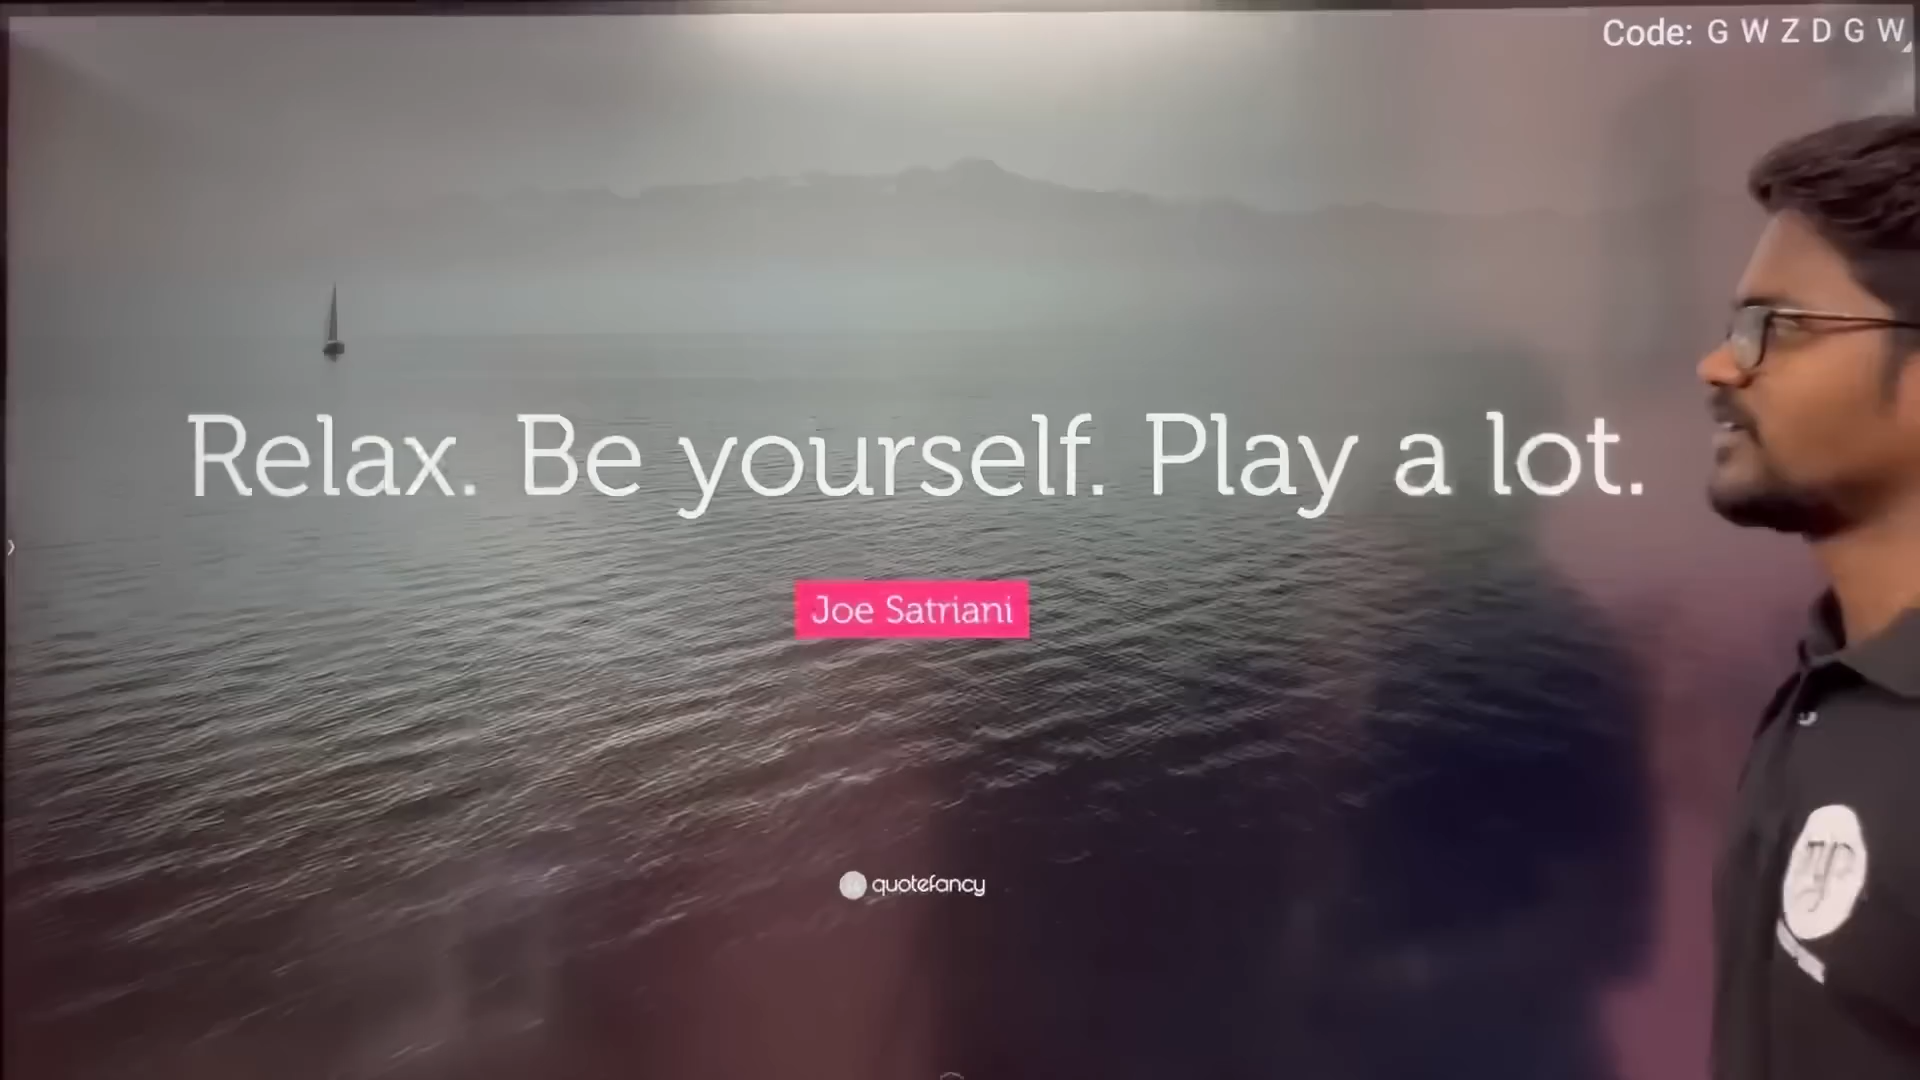 Code: G W Z D G W
Relax. Be yourself. Play a lot.
Joe Satriani
quotefancy